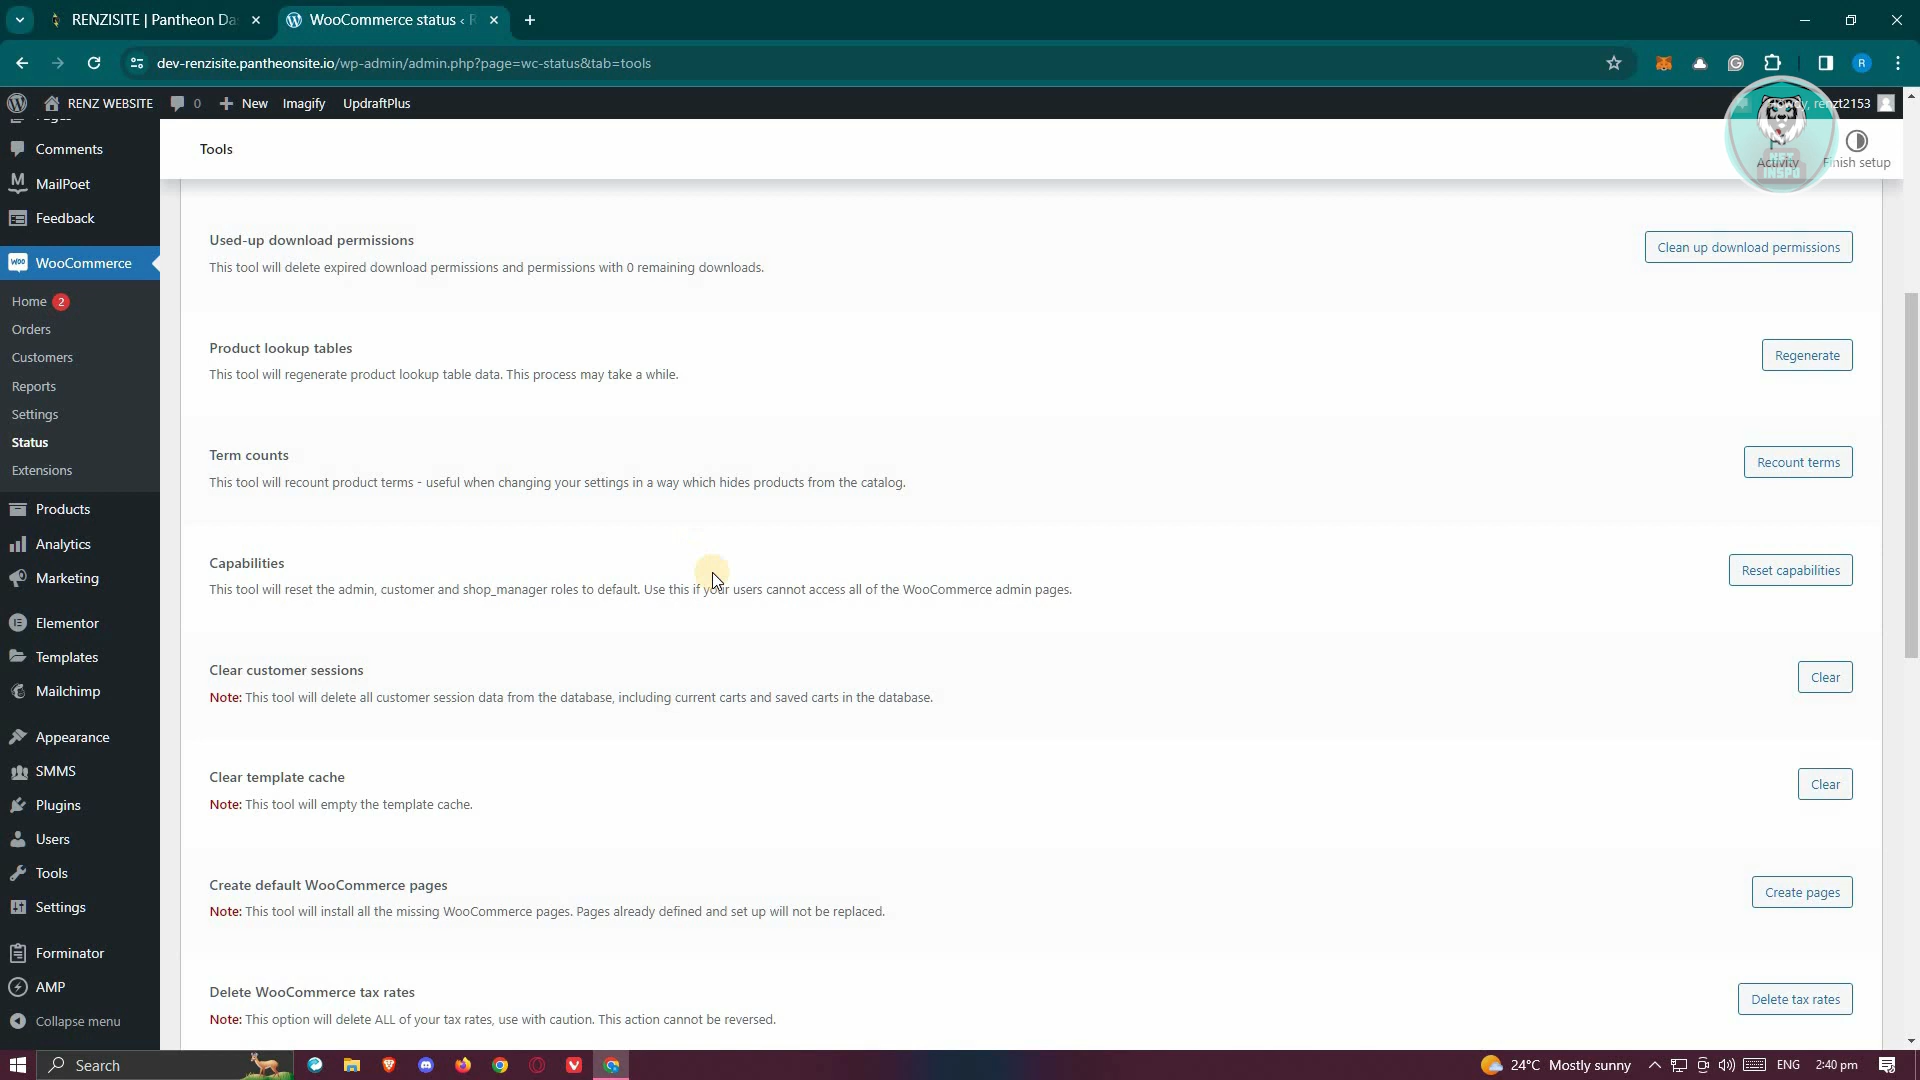 RENZISITE | Pantheon Da
WooCommerce status ‹ R
dev-renzisite.pantheonsite.io/wp-admin/admin.php?page=wc-status&tab=tools
R
RENZ WEBSITE
0
New
Imagify
UpdraftPlus
renzt2153
Comments
MailPoet
Feedback
WooCommerce
Home 2
Orders
Customers
Reports
Settings
Status
Extensions
Products
Analytics
Marketing
Elementor
Templates
Mailchimp
Appearance
SMMS
Plugins
Users
Tools
Settings
Forminator
AMP
Collapse menu
Tools
Activity
Finish setup
INSPO
Used-up download permissions
This tool will delete expired download permissions and permissions with 0 remaining downloads.
Clean up download permissions
Product lookup tables
This tool will regenerate product lookup table data. This process may take a while.
Regenerate
Term counts
This tool will recount product terms - useful when changing your settings in a way which hides products from the catalog.
Recount terms
Capabilities
This tool will reset the admin, customer and shop_manager roles to default. Use this if your users cannot access all of the WooCommerce admin pages.
Reset capabilities
Clear customer sessions
Note: This tool will delete all customer session data from the database, including current carts and saved carts in the database.
Clear
Clear template cache
Note: This tool will empty the template cache.
Clear
Create default WooCommerce pages
Note: This tool will install all the missing WooCommerce pages. Pages already defined and set up will not be replaced.
Create pages
Delete WooCommerce tax rates
Note: This option will delete ALL of your tax rates, use with caution. This action cannot be reversed.
Delete tax rates
Search
24°C Mostly sunny
ENG
2:40 pm